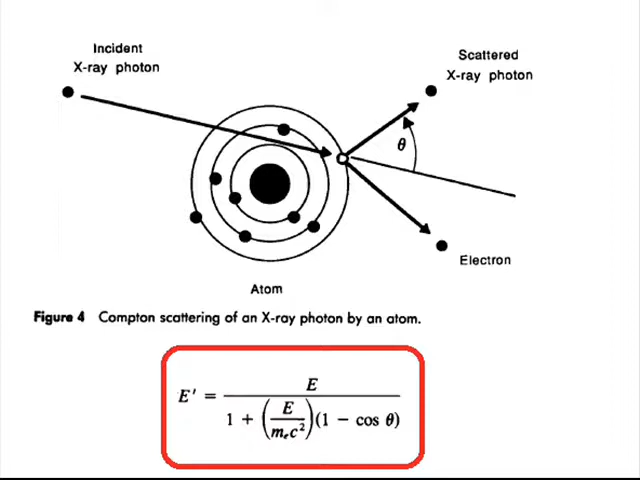 Incident
X-ray photon
Scattered
X-ray photon
θ
Electron
Atom
Figure 4 Compton scattering of an X-ray photon by an atom.
E' = E / (1 + (E / mₑc²)(1 − cos θ))